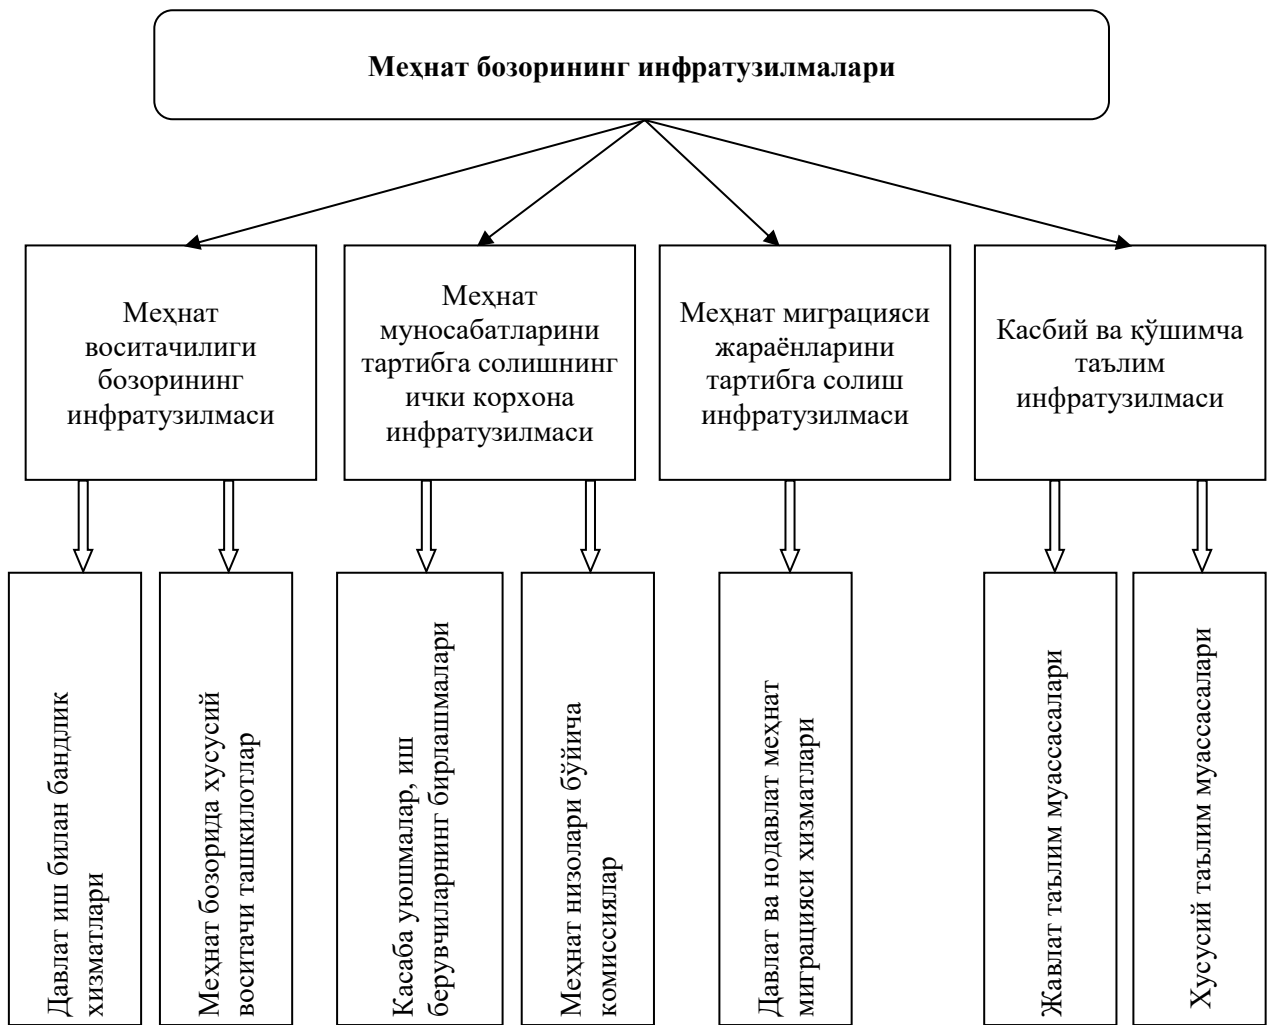 Меҳнат бозорининг инфратузилмалари
Меҳнат
воситачилиги
бозорининг
инфратузилмаси
Меҳнат
муносабатларини
тартибга солишнинг
ички корхона
инфратузилмаси
Меҳнат миграцияси
жараёнларини
тартибга солиш
инфратузилмаси
Касбий ва қўшимча
таълим
инфратузилмаси
Давлат иш билан бандлик
хизматлари
Меҳнат бозорида хусусий
воситачи ташкилотлар
Касаба уюшмалар, иш
берувчиларнинг бирлашмалари
Меҳнат низолари бўйича
комиссиялар
Давлат ва нодавлат меҳнат
миграцияси хизматлари
Жавлат таълим муассасалари
Хусусий таълим муассасалари